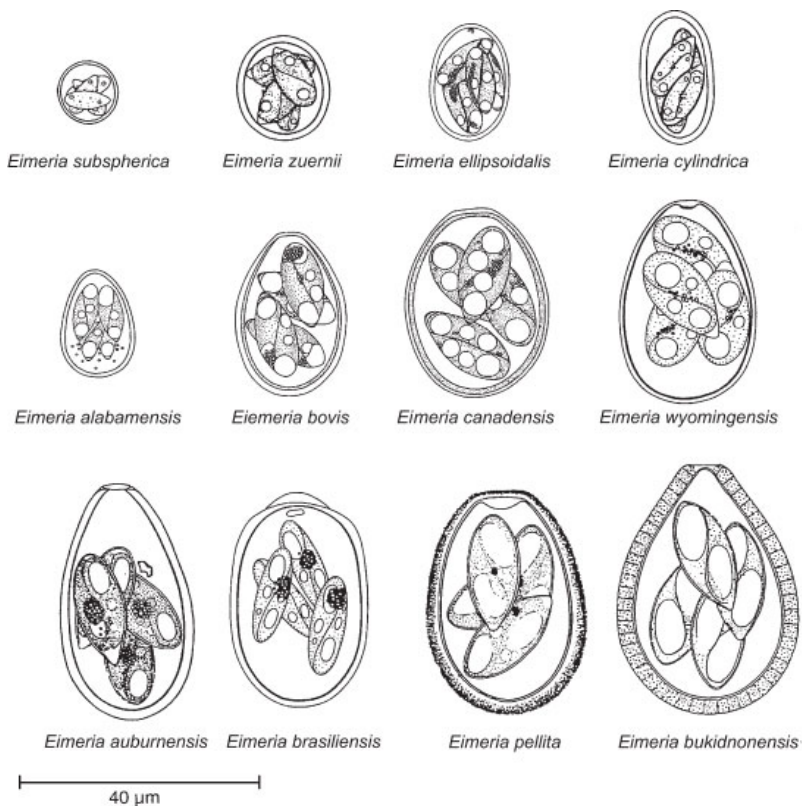 Eimeria subspherica Eimeria zuernii Eimeria ellipsoidalis Eimeria cylindrica
Eimeria alabamensis Eiemeria bovis Eimeria canadensis Eimeria wyomingensis
Eimeria auburnensis Eimeria brasiliensis Eimeria pellita Eimeria bukidnonensis
40 µm